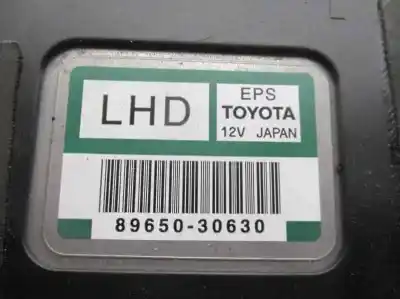 LHD
EPS
TOYOTA
12V JAPAN
89650-30630